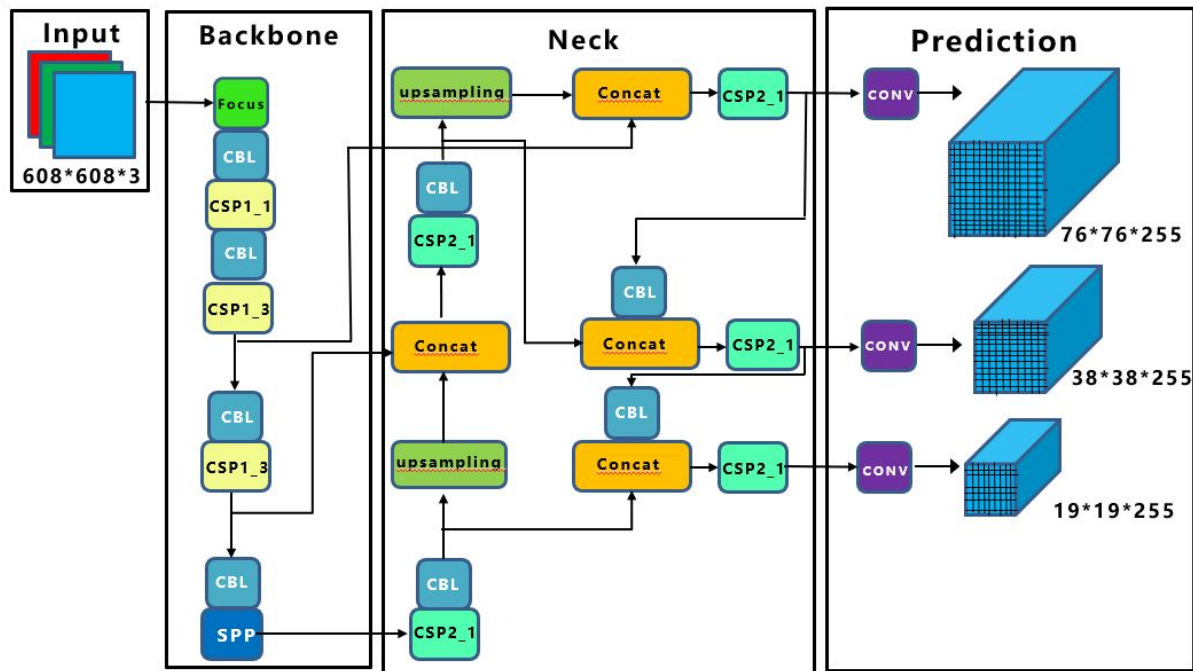 Input
608*608*3
Backbone
Focus
CBL
CSP1_1
CBL
CSP1_3
CBL
CSP1_3
CBL
SPP
Neck
upsampling
Concat
CSP2_1
CBL
CSP2_1
CBL
Concat
Concat
CSP2_1
CBL
upsampling
Concat
CSP2_1
CBL
CSP2_1
Prediction
CONV
76*76*255
CONV
38*38*255
CONV
19*19*255